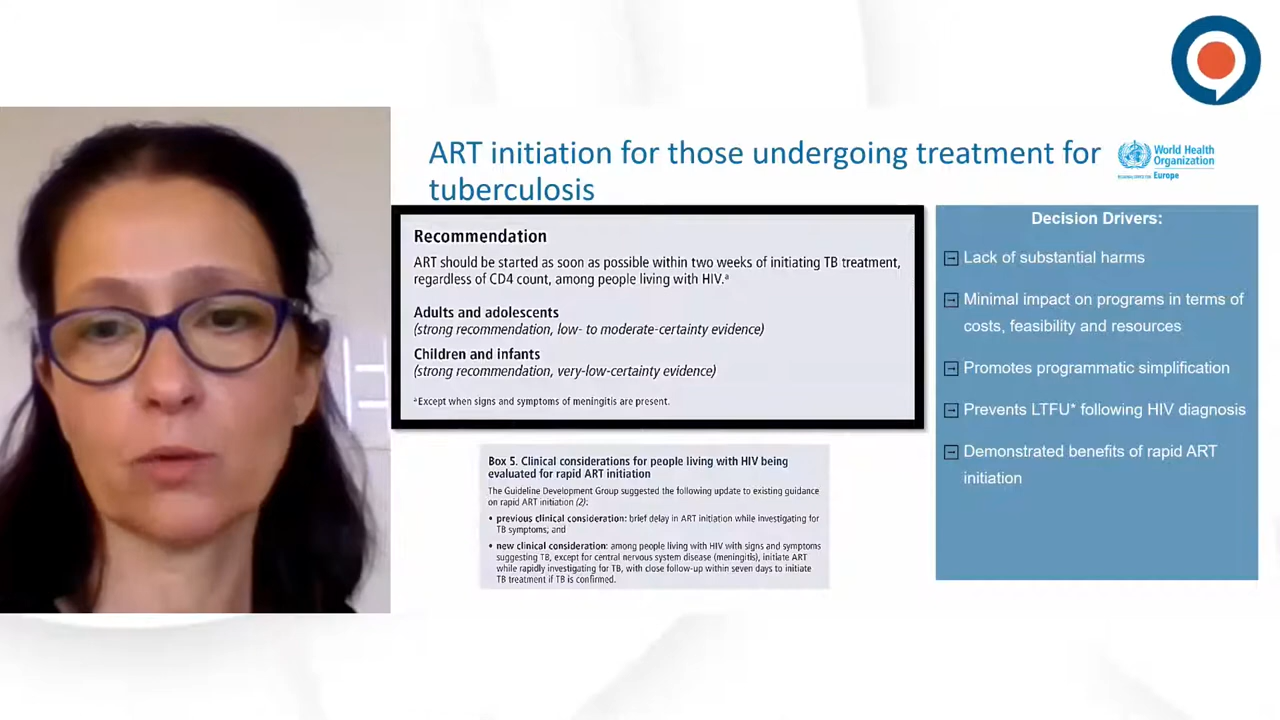 ART initiation for those undergoing treatment for
tuberculosis
World Health
Organization
Europe
Recommendation
ART should be started as soon as possible within two weeks of initiating TB treatment,
regardless of CD4 count, among people living with HIV.ᵃ
Adults and adolescents
(strong recommendation, low- to moderate-certainty evidence)
Children and infants
(strong recommendation, very-low-certainty evidence)
ᵃExcept when signs and symptoms of meningitis are present.
Box 5. Clinical considerations for people living with HIV being
evaluated for rapid ART initiation
The Guideline Development Group suggested the following update to existing guidance
on rapid ART initiation (2):
• previous clinical consideration: brief delay in ART initiation while investigating for
TB symptoms; and
• new clinical consideration: among people living with HIV with signs and symptoms
suggesting TB, except for central nervous system disease (meningitis), initiate ART
while rapidly investigating for TB, with close follow-up within seven days to initiate
TB treatment if TB is confirmed.
Decision Drivers:
Lack of substantial harms
Minimal impact on programs in terms of
costs, feasibility and resources
Promotes programmatic simplification
Prevents LTFU* following HIV diagnosis
Demonstrated benefits of rapid ART
initiation